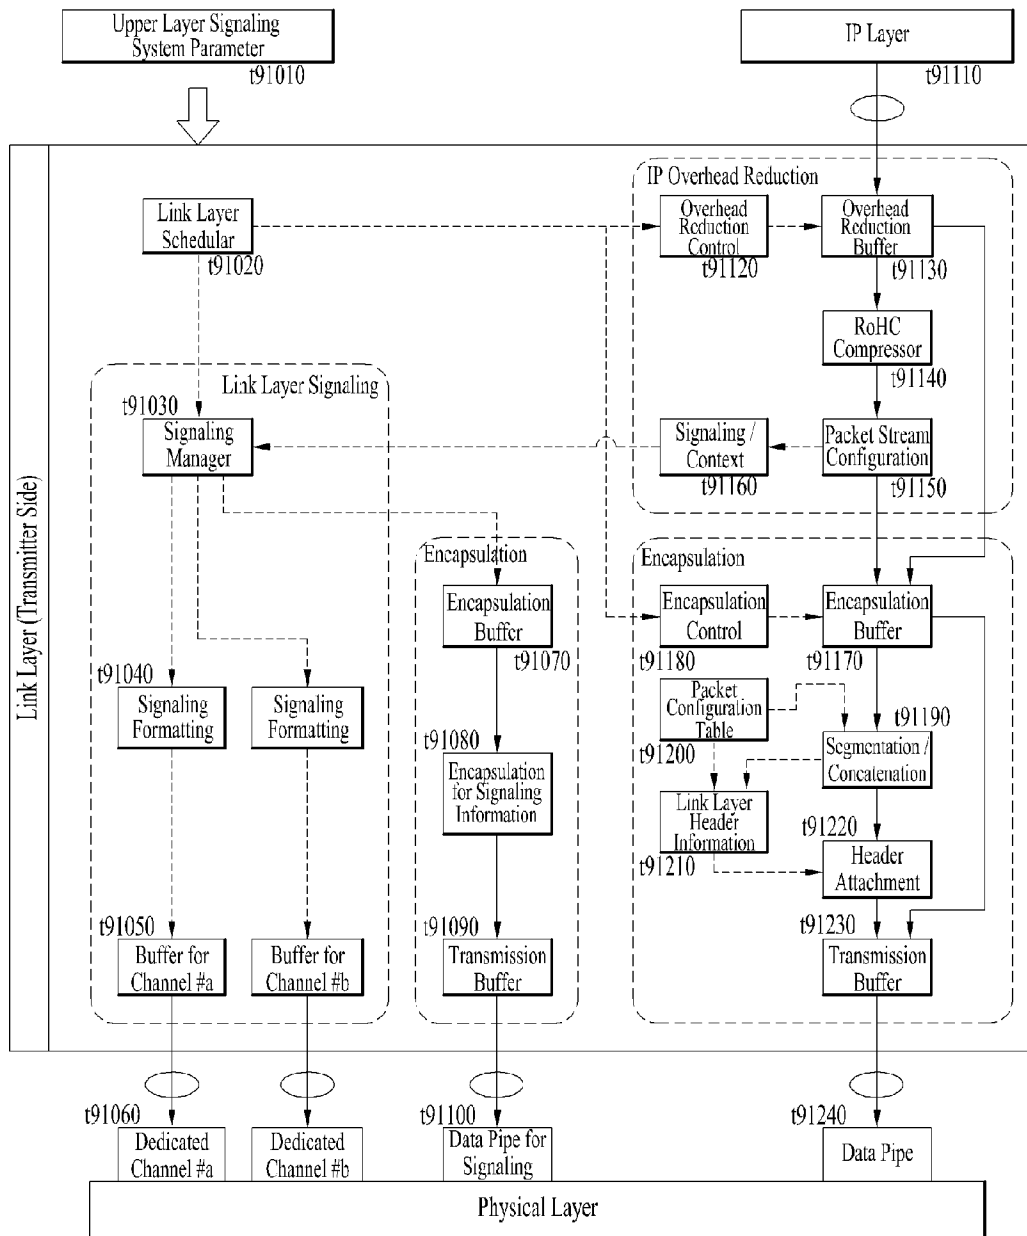 Upper Layer Signaling
System Parameter
t91010
IP Layer
t91110
Link Layer (Transmitter Side)
IP Overhead Reduction
Link Layer
Schedular
t91020
Overhead
Reduction
Control
t91120
Overhead
Reduction
Buffer
t91130
RoHC
Compressor
t91140
Link Layer Signaling
t91030
Signaling
Manager
Signaling /
Context
t91160
Packet Stream
Configuration
t91150
Encapsulation
Encapsulation
Buffer
t91070
Encapsulation
Encapsulation
Control
t91180
Encapsulation
Buffer
t91170
t91040
Signaling
Formatting
Signaling
Formatting
Packet
Configuration
Table
t91200
t91190
Segmentation /
Concatenation
t91080
Encapsulation
for Signaling
Information
Link Layer
Header
Information
t91210
t91220
Header
Attachment
t91050
Buffer for
Channel #a
Buffer for
Channel #b
t91090
Transmission
Buffer
t91230
Transmission
Buffer
t91060
Dedicated
Channel #a
Dedicated
Channel #b
t91100
Data Pipe for
Signaling
t91240
Data Pipe
Physical Layer